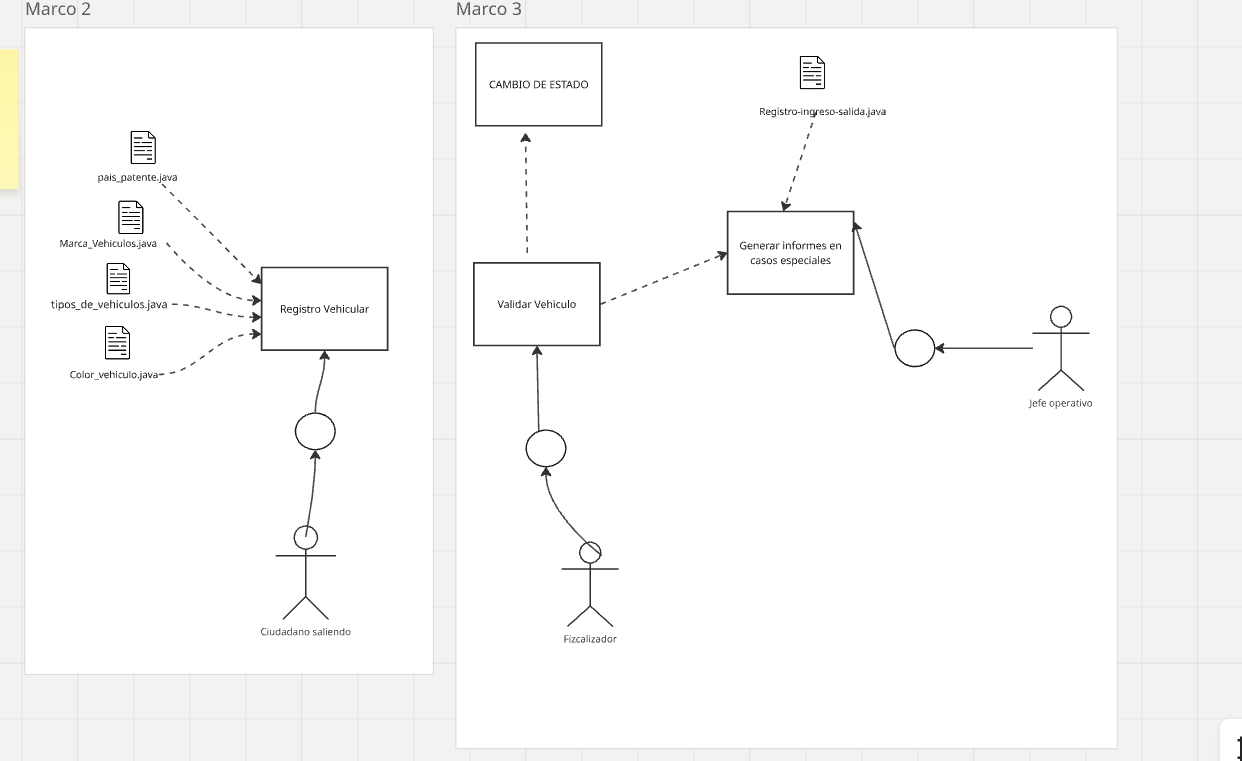 Marco 2
pais_patente.java
Marca_Vehiculos.java
tipos_de_vehiculos.java
Color_vehiculo.java
Registro Vehicular
Ciudadano saliendo
Marco 3
CAMBIO DE ESTADO
Registro-ingreso-salida.java
Generar informes en
casos especiales
Validar Vehiculo
Jefe operativo
Fizcalizador